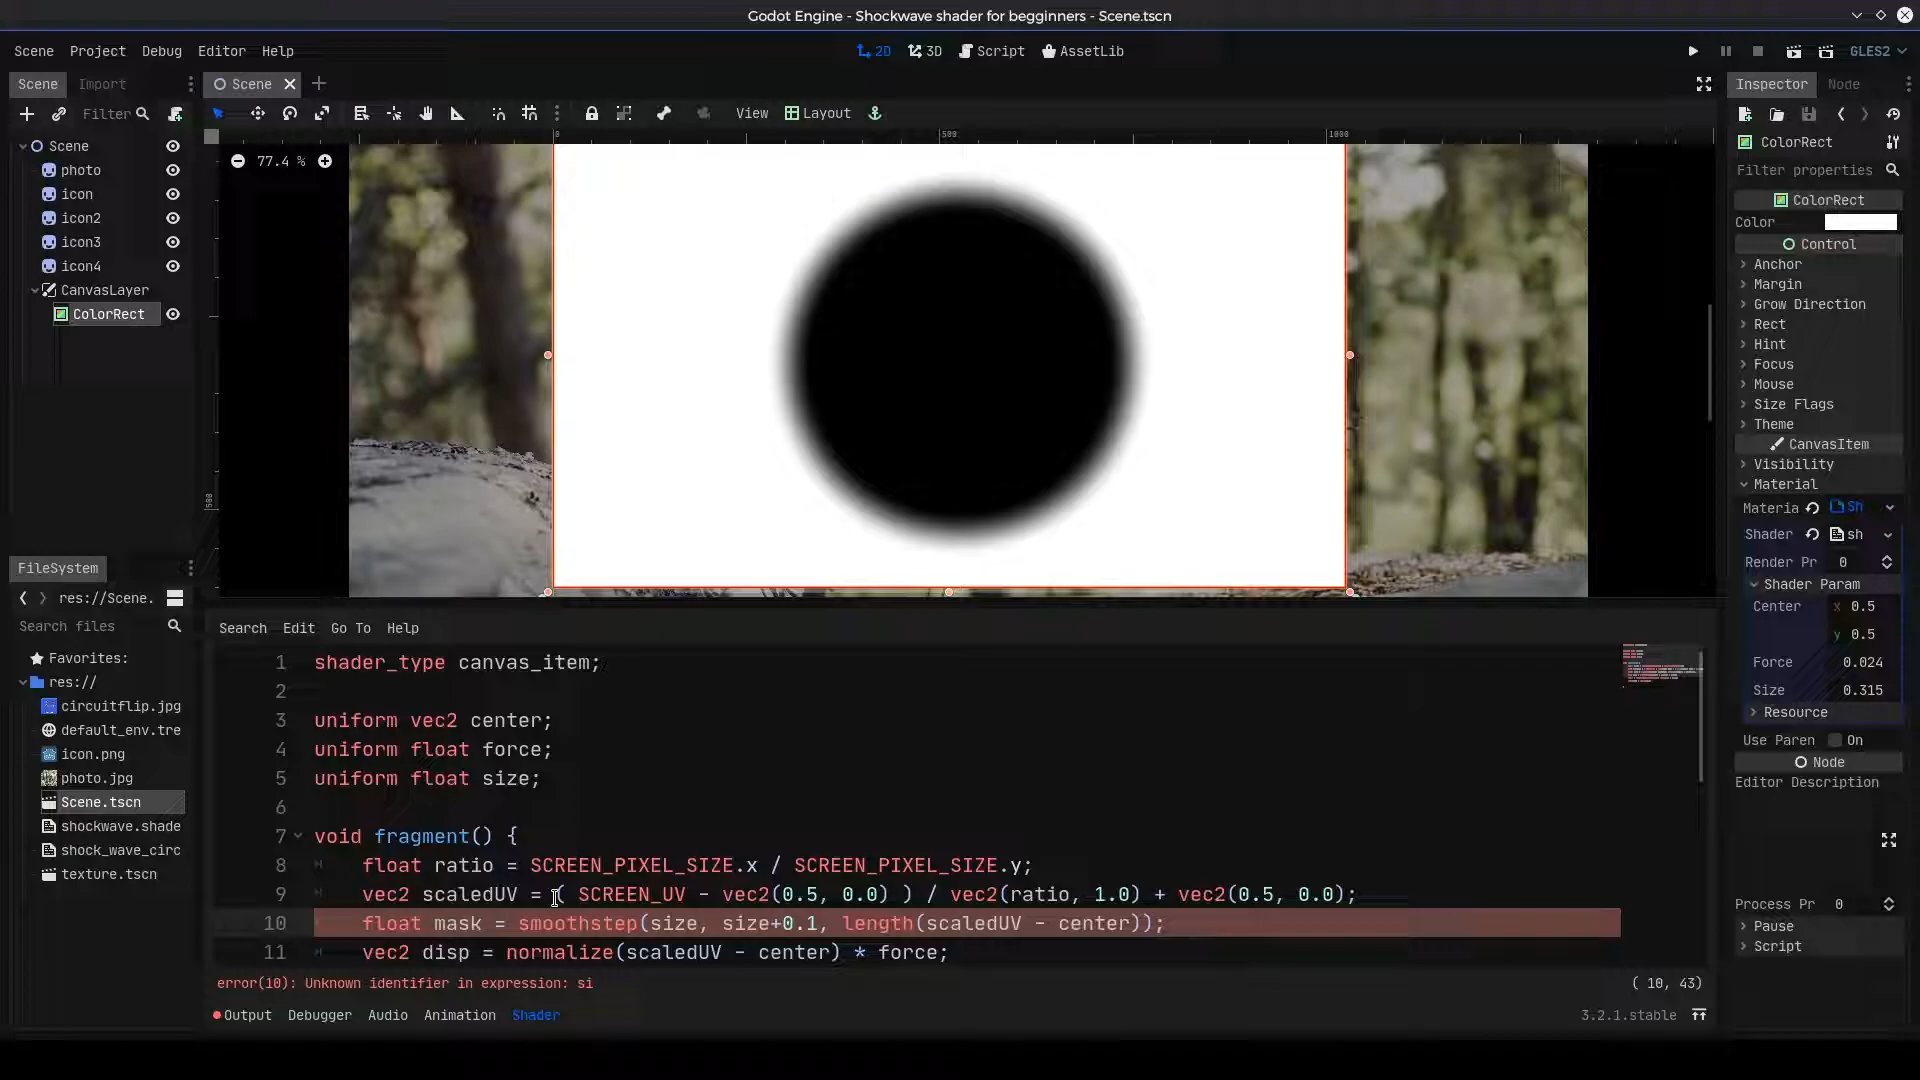 Godot Engine - Shockwave shader for begginners - Scene.tscn
Scene Project Debug Editor Help
2D 3D Script AssetLib
GLES2
Scene Import
Filter
Scene
photo
icon
icon2
icon3
icon4
CanvasLayer
ColorRect
Scene
View Layout
0 500 1000
77.4 %
500
FileSystem
res://Scene.
Search files
Favorites:
res://
circuitflip.jpg
default_env.tre
icon.png
photo.jpg
Scene.tscn
shockwave.shade
shock_wave_circ
texture.tscn
Search Edit Go To Help
1 shader_type canvas_item;
2
3 uniform vec2 center;
4 uniform float force;
5 uniform float size;
6
7 void fragment() {
8 float ratio = SCREEN_PIXEL_SIZE.x / SCREEN_PIXEL_SIZE.y;
9 vec2 scaledUV = ( SCREEN_UV - vec2(0.5, 0.0) ) / vec2(ratio, 1.0) + vec2(0.5, 0.0);
10 float mask = smoothstep(size, size+0.1, length(scaledUV - center));
11 vec2 disp = normalize(scaledUV - center) * force;
error(10): Unknown identifier in expression: si
( 10, 43)
Output Debugger Audio Animation Shader
3.2.1.stable
Inspector Node
ColorRect
Filter properties
ColorRect
Color
Control
Anchor
Margin
Grow Direction
Rect
Hint
Focus
Mouse
Size Flags
Theme
CanvasItem
Visibility
Material
Materia Sh
Shader sh
Render Pr 0
Shader Param
Center x 0.5
y 0.5
Force 0.024
Size 0.315
Resource
Use Paren On
Node
Editor Description
Process Pr 0
Pause
Script